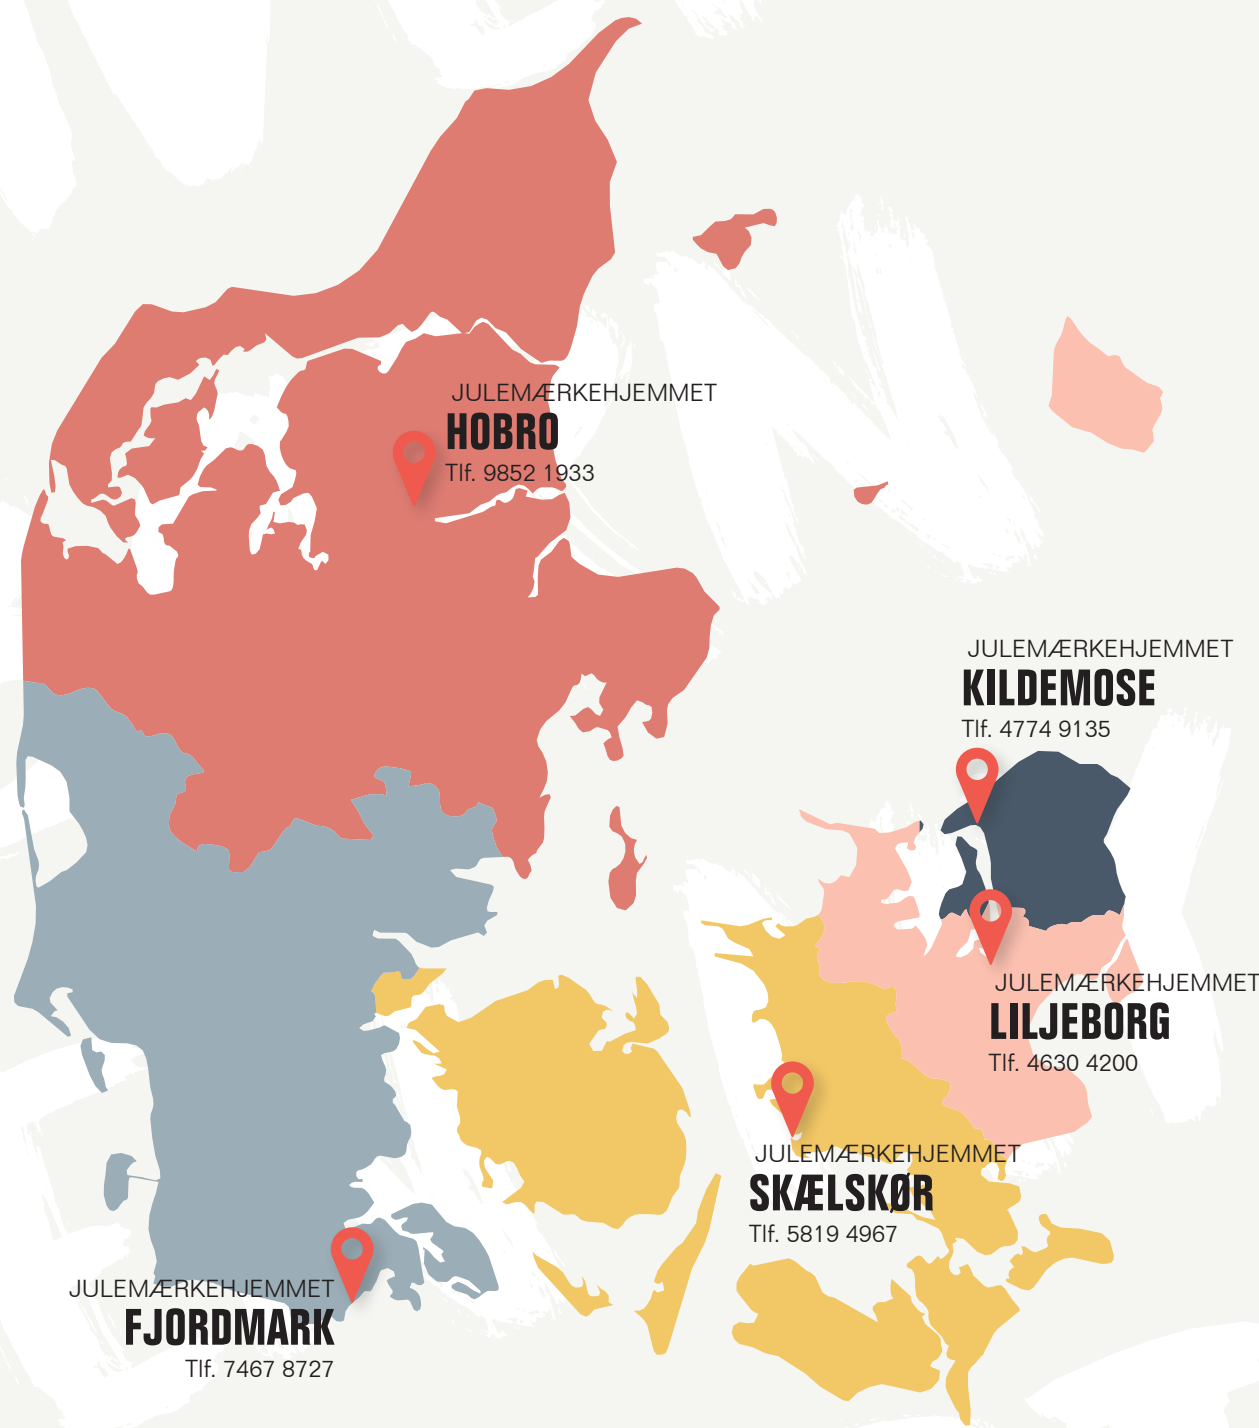 JULEMÆRKEHJEMMET
HOBRO
Tlf. 9852 1933
JULEMÆRKEHJEMMET
KILDEMOSE
Tlf. 4774 9135
JULEMÆRKEHJEMMET
LILJEBORG
Tlf. 4630 4200
JULEMÆRKEHJEMMET
SKÆLSKØR
Tlf. 5819 4967
JULEMÆRKEHJEMMET
FJORDMARK
Tlf. 7467 8727